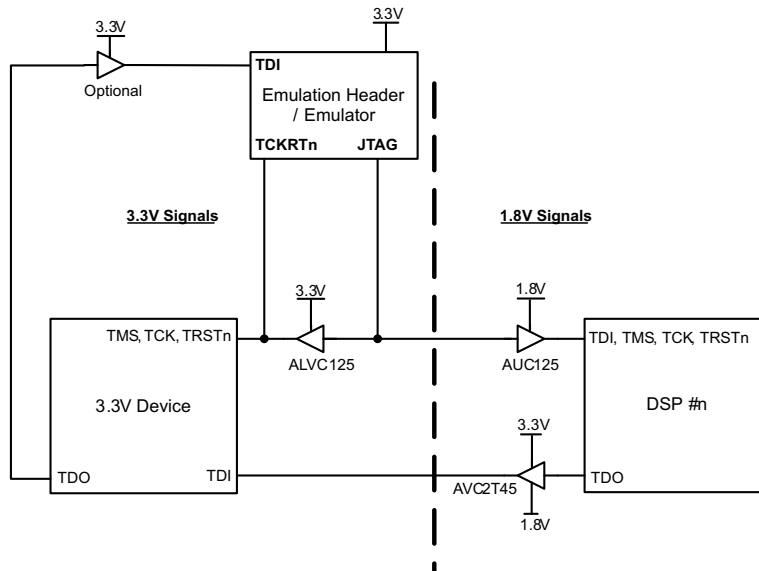 3.3V
3.3V
TDI
Optional
Emulation Header
/ Emulator
TCKRTn JTAG
3.3V Signals
1.8V Signals
3.3V
1.8V
TMS, TCK, TRSTn
TDI, TMS, TCK, TRSTn
ALVC125
AUC125
3.3V Device
DSP #n
3.3V
TDO
TDI
TDO
AVC2T45
1.8V